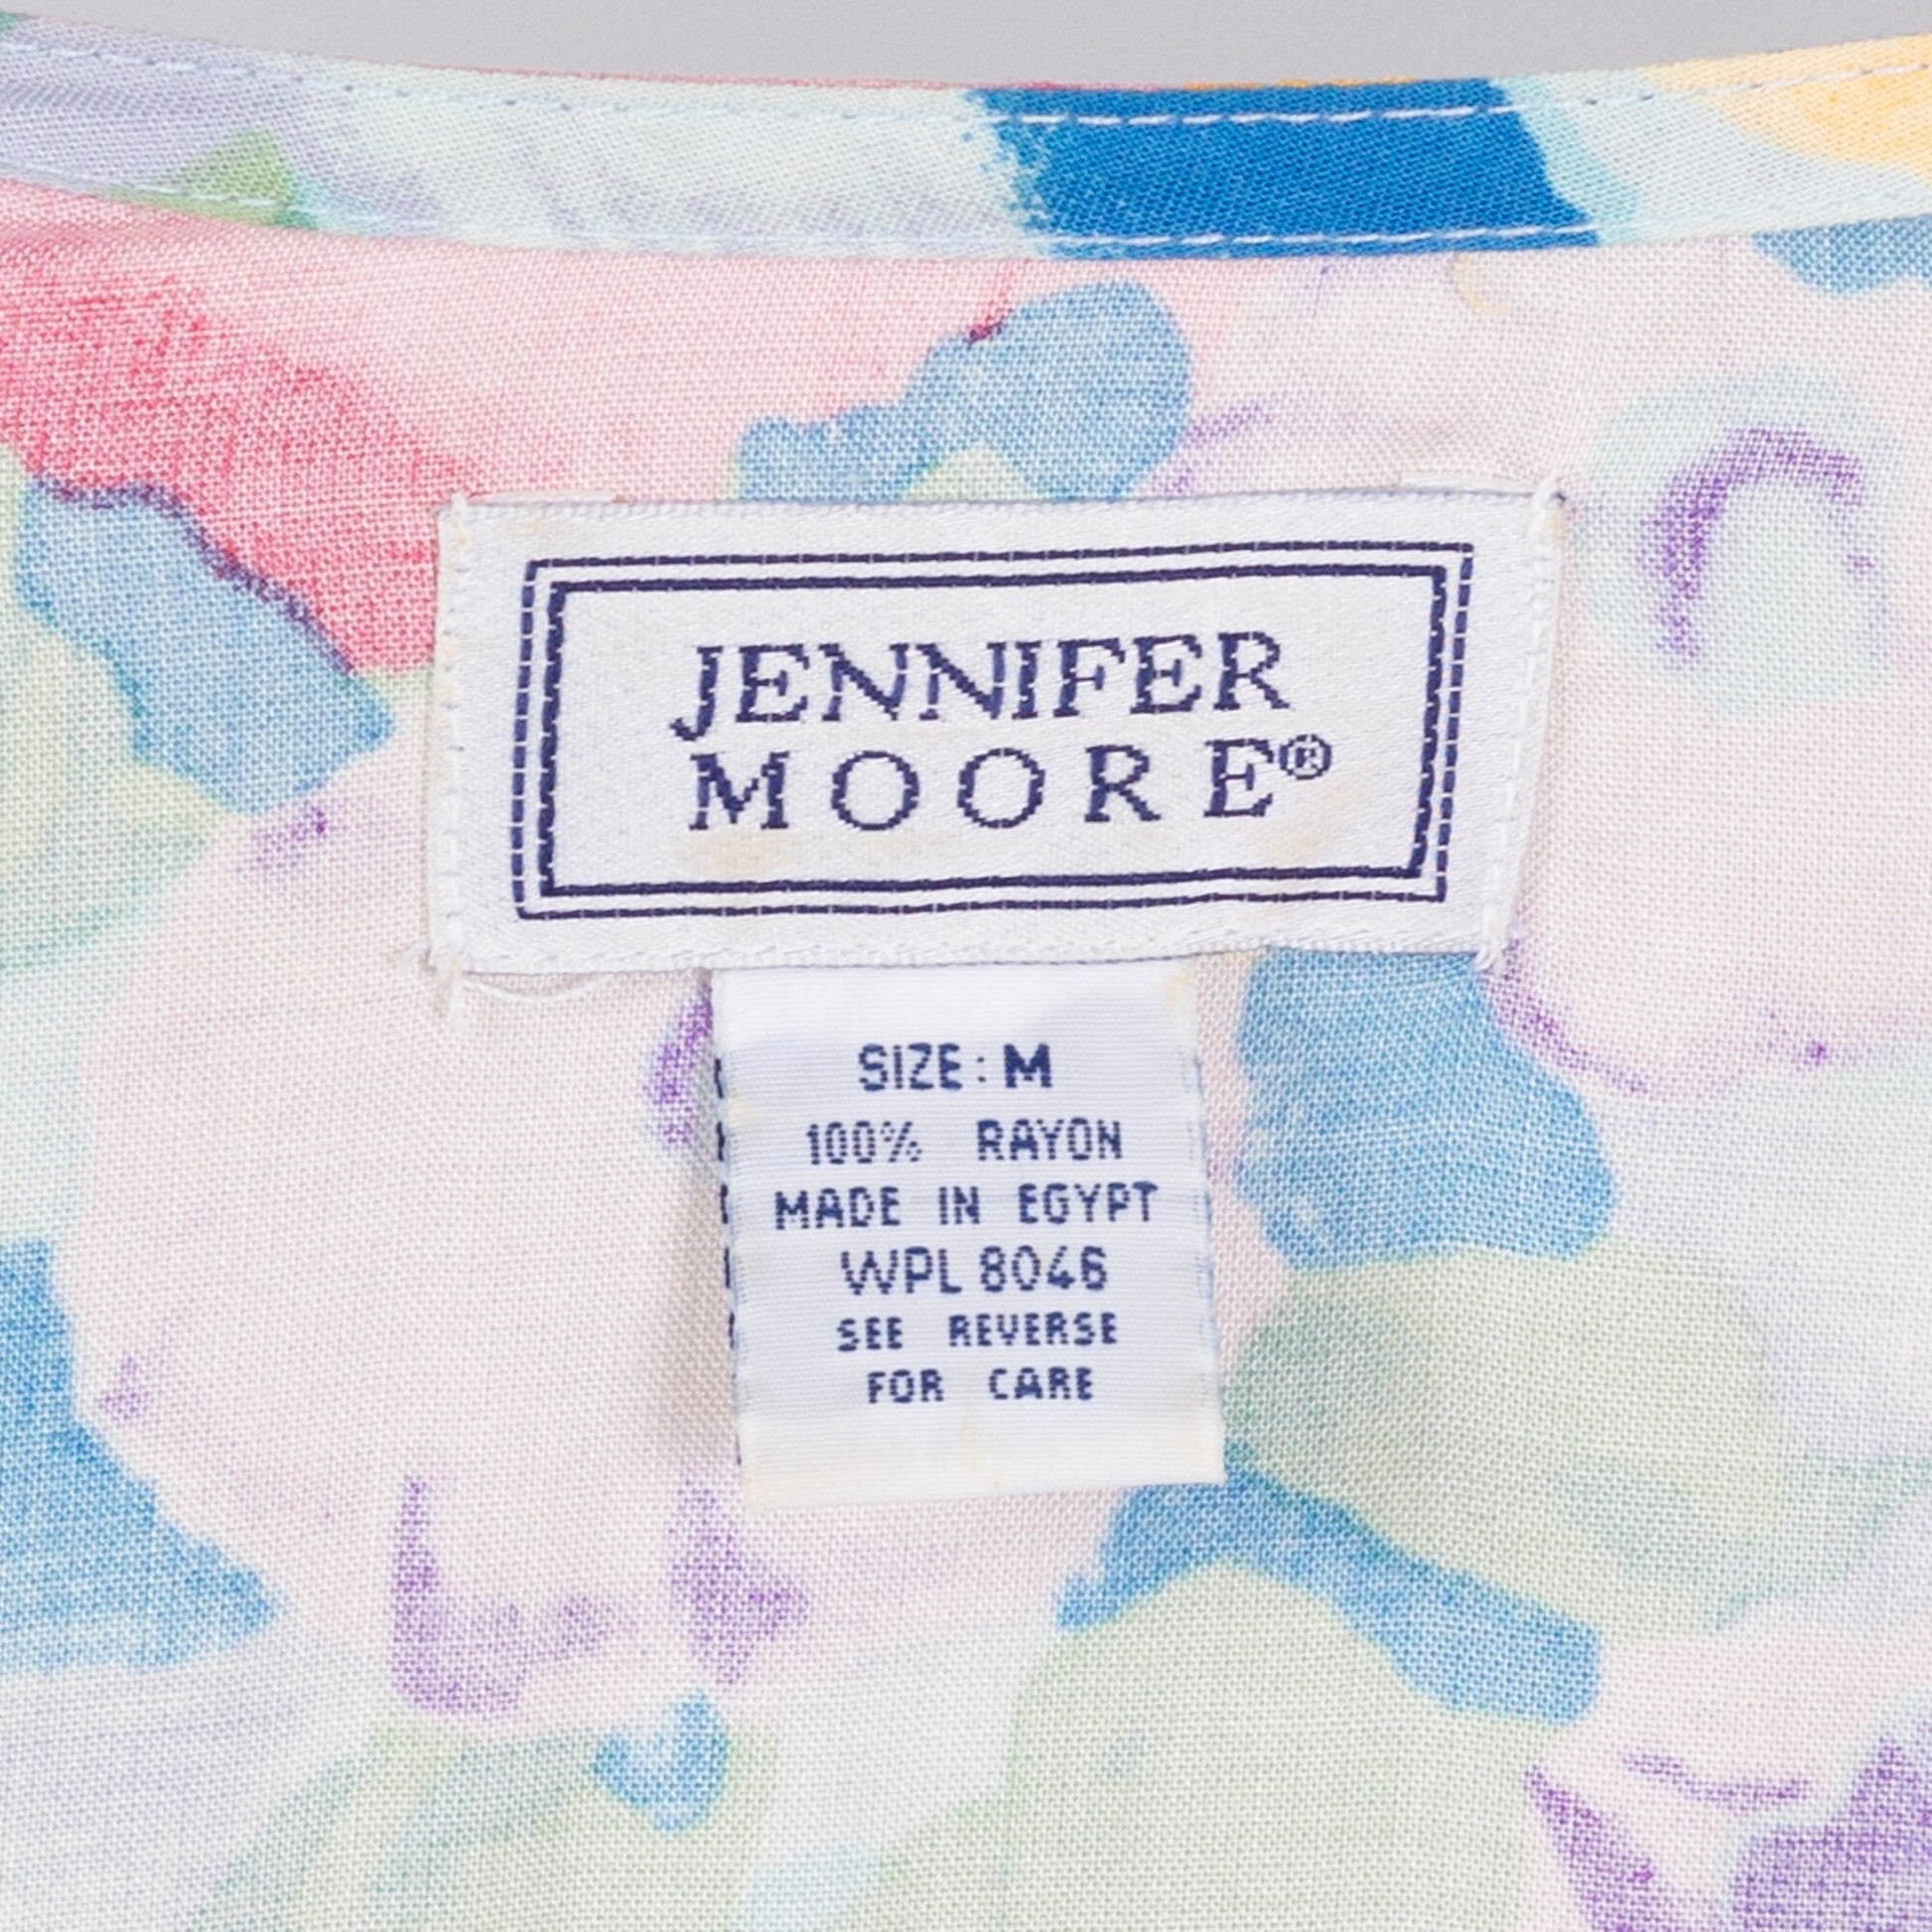 JENNIFER
MOORE®
SIZE: M
100% RAYON
MADE IN EGYPT
WPL 8046
SEE REVERSE
FOR CARE